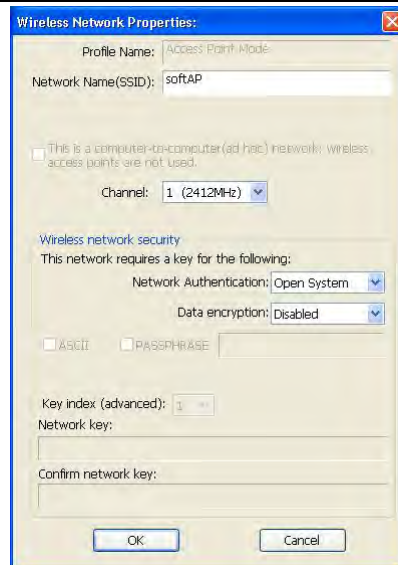 Wireless Network Properties:
Profile Name: Access Point Mode
Network Name(SSID): softAP
This is a computer-to-computer(ad hoc) network; wireless
access points are not used.
Channel: 1 (2412MHz)
Wireless network security
This network requires a key for the following:
Network Authentication: Open System
Data encryption: Disabled
ASCII PASSPHRASE
Key index (advanced): 1
Network key:
Confirm network key:
OK Cancel